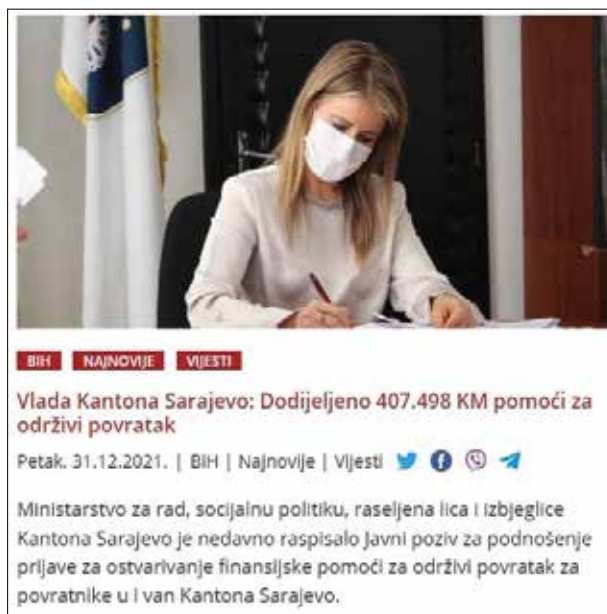 BIH NAJNOVIJE VIJESTI
Vlada Kantona Sarajevo: Dodijeljeno 407.498 KM pomoći za
održivi povratak
Petak. 31.12.2021. | BIH | Najnovije | Vijesti
Ministarstvo za rad, socijalnu politiku, raseljena lica i izbjeglice
Kantona Sarajevo je nedavno raspisalo Javni poziv za podnošenje
prijave za ostvarivanje finansijske pomoći za održivi povratak za
povratnike u i van Kantona Sarajevo.